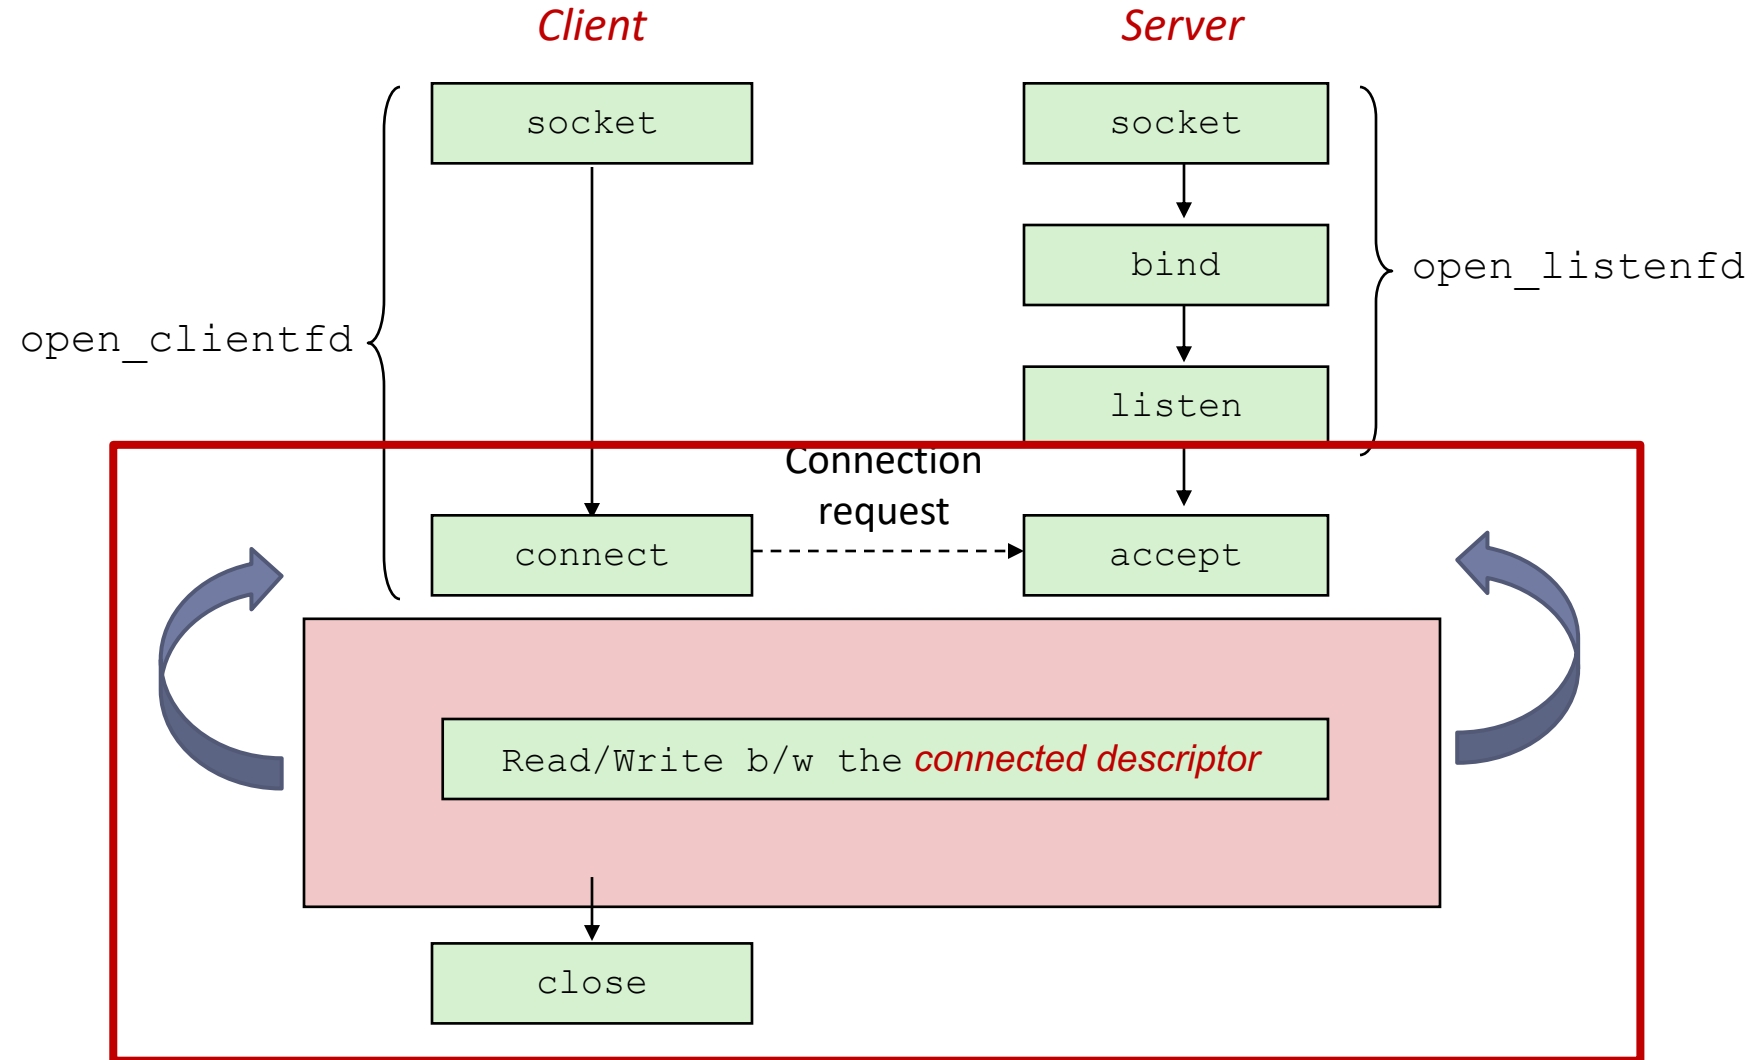 Client
Server
socket
socket
bind
open_listenfd
open_clientfd
listen
Connection
request
connect
accept
Read/Write b/w the connected descriptor
close